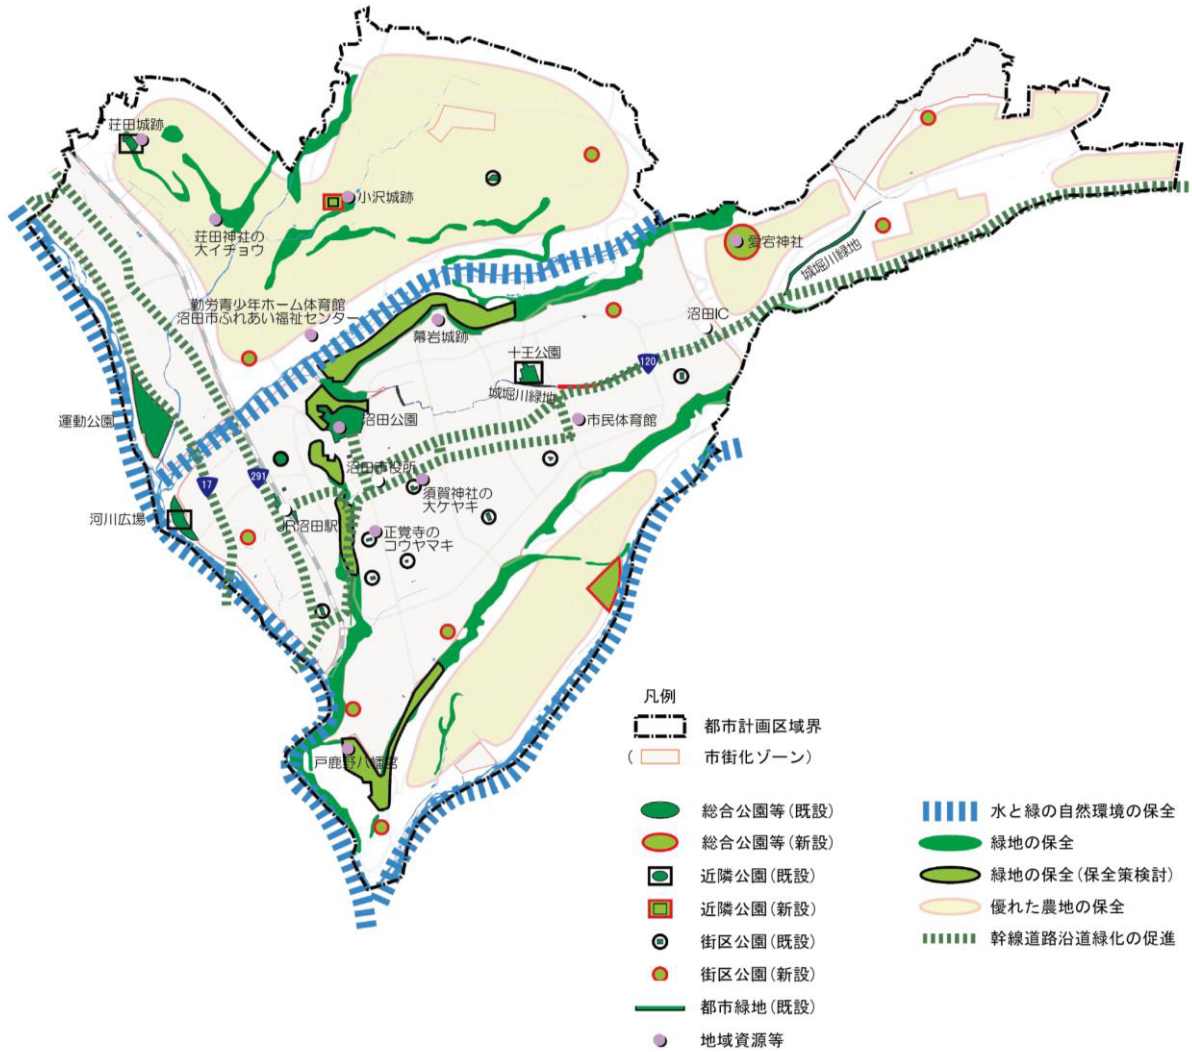 荘田城跡
小沢城跡
荘田神社の
大イチョウ
愛宕神社
城堀川緑地
勤労青少年ホーム体育館
沼田市ふれあい福祉センター
幕岩城跡
沼田IC
十王公園
120
城堀川緑地
運動公園
沼田公園
市民体育館
沼田市役所
291
17
須賀神社の
大ケヤキ
河川広場
JR沼田駅
正覚寺の
コウヤマキ
戸鹿野八幡宮
凡例
都市計画区域界
(市街化ゾーン)
総合公園等(既設)
総合公園等(新設)
近隣公園(既設)
近隣公園(新設)
街区公園(既設)
街区公園(新設)
都市緑地(既設)
地域資源等
水と緑の自然環境の保全
緑地の保全
緑地の保全(保全策検討)
優れた農地の保全
幹線道路沿道緑化の促進